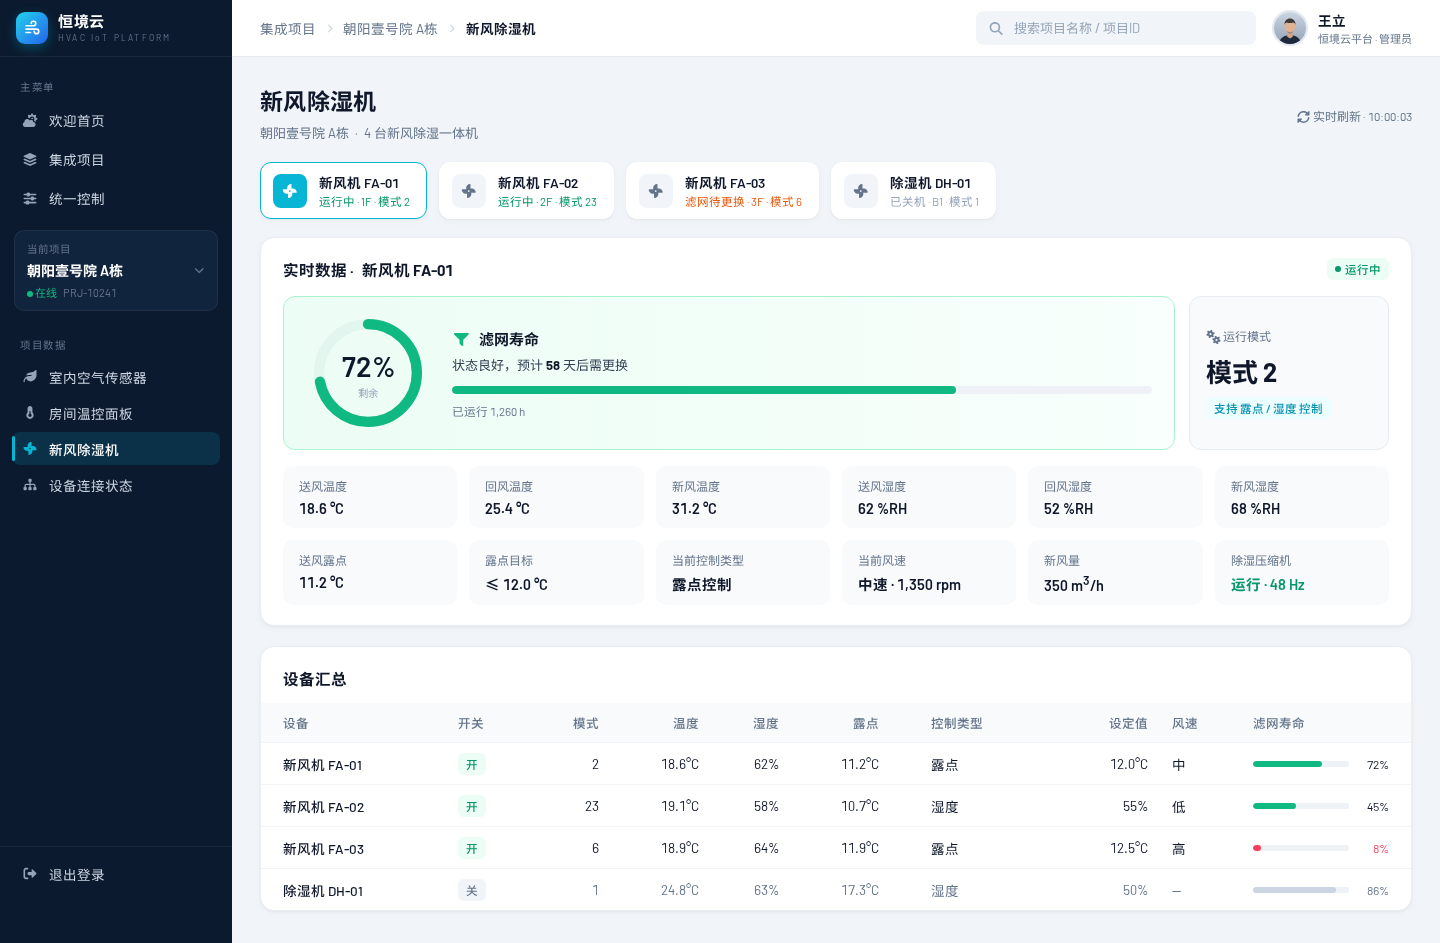 恒境云
HVAC IoT PLATFORM
主菜单
欢迎首页
集成项目
统一控制
当前项目
朝阳壹号院 A栋
在线 PRJ-10241
项目数据
室内空气传感器
房间温控面板
新风除湿机
设备连接状态
退出登录
集成项目 朝阳壹号院 A栋 新风除湿机
搜索项目名称 / 项目ID
王立
恒境云平台 · 管理员
新风除湿机
朝阳壹号院 A栋 · 4 台新风除湿一体机
实时刷新 · 10:00:03
新风机 FA-01
运行中 · 1F · 模式 2
新风机 FA-02
运行中 · 2F · 模式 23
新风机 FA-03
滤网待更换 · 3F · 模式 6
除湿机 DH-01
已关机 · B1 · 模式 1
实时数据 · 新风机 FA-01
运行中
72%
剩余
滤网寿命
状态良好，预计 58 天后需更换
已运行 1,260 h
运行模式
模式 2
支持 露点 / 湿度 控制
送风温度
18.6 °C
回风温度
25.4 °C
新风温度
31.2 °C
送风湿度
62 %RH
回风湿度
52 %RH
新风湿度
68 %RH
送风露点
11.2 °C
露点目标
≤ 12.0 °C
当前控制类型
露点控制
当前风速
中速 · 1,350 rpm
新风量
350 m³/h
除湿压缩机
运行 · 48 Hz
设备汇总
设备 开关 模式 温度 湿度 露点 控制类型 设定值 风速 滤网寿命
新风机 FA-01 开 2 18.6°C 62% 11.2°C 露点 12.0°C 中 72%
新风机 FA-02 开 23 19.1°C 58% 10.7°C 湿度 55% 低 45%
新风机 FA-03 开 6 18.9°C 64% 11.9°C 露点 12.5°C 高 8%
除湿机 DH-01 关 1 24.8°C 63% 17.3°C 湿度 50% — 86%